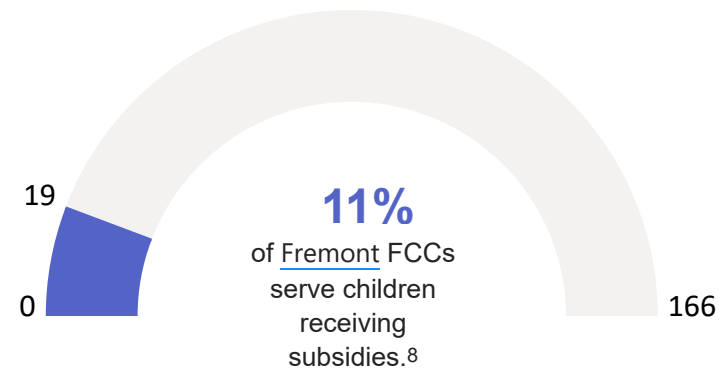 19
11%
of Fremont FCCs
serve children
0
166
receiving
subsidies.8